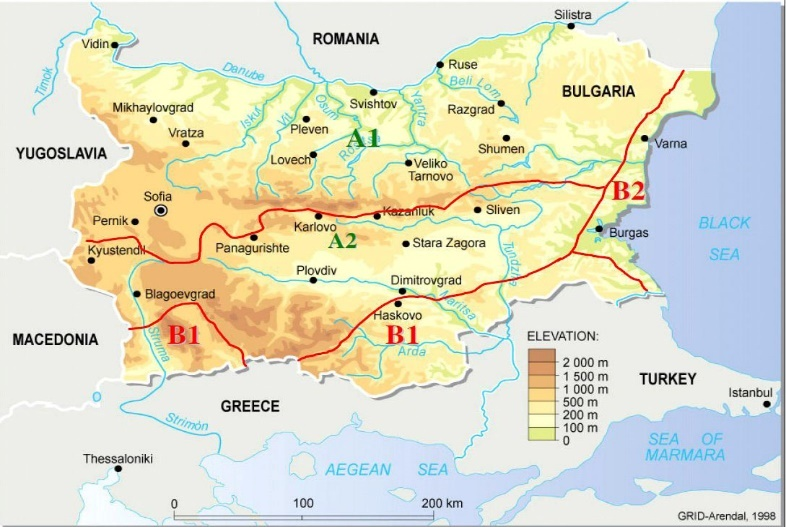 Silistra
ROMANIA
Vidin
Ruse
Timok
Danube
Beli Lom
BULGARIA
Svishtov
Mikhaylovgrad
Iskur
Vit
Osum
Yantra
Razgrad
Pleven
A1
Vratza
Varna
Shumen
YUGOSLAVIA
Lovech
Veliko
Tarnovo
B2
Sofia
Kazanluk
Sliven
Pernik
Karlovo
BLACK
SEA
Burgas
Kyustendil
Panagurishte
A2
Stara Zagora
Tundzha
Plovdiv
Dimitrovgrad
Blagoevgrad
Maritsa
Haskovo
B1
B1
ELEVATION:
MACEDONIA
Struma
Arda
2 000 m
1 500 m
1 000 m
500 m
200 m
100 m
0
TURKEY
GREECE
Istanbul
Strimón
SEA OF
MARMARA
Thessaloniki
AEGEAN SEA
0 100 200 km
GRID-Arendal, 1998